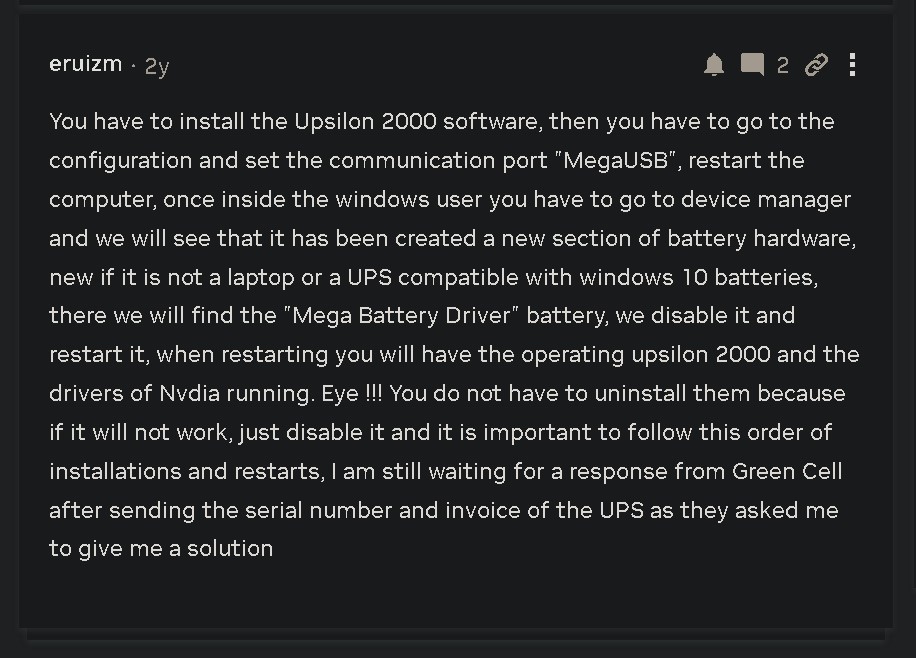 eruizm · 2y 2
You have to install the Upsilon 2000 software, then you have to go to the
configuration and set the communication port "MegaUSB", restart the
computer, once inside the windows user you have to go to device manager
and we will see that it has been created a new section of battery hardware,
new if it is not a laptop or a UPS compatible with windows 10 batteries,
there we will find the "Mega Battery Driver" battery, we disable it and
restart it, when restarting you will have the operating upsilon 2000 and the
drivers of Nvdia running. Eye !!! You do not have to uninstall them because
if it will not work, just disable it and it is important to follow this order of
installations and restarts, I am still waiting for a response from Green Cell
after sending the serial number and invoice of the UPS as they asked me
to give me a solution